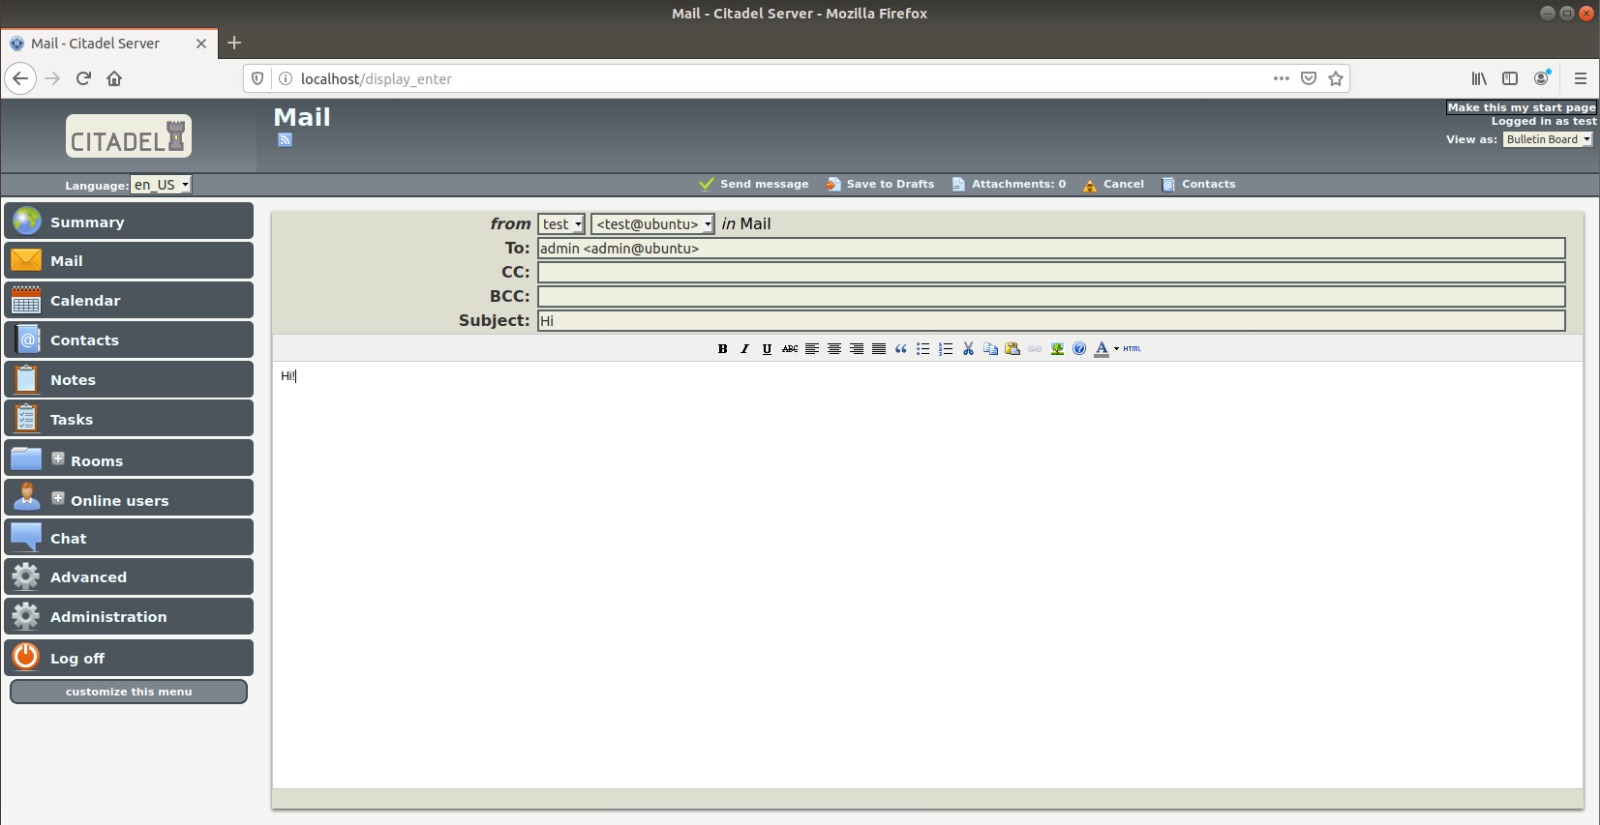 Mail - Citadel Server - Mozilla Firefox
Mail - Citadel Server
localhost/display_enter
CITADEL
Mail
Make this my start page
Logged in as test
View as: Bulletin Board
Language: en_US
Send message Save to Drafts Attachments: 0 Cancel Contacts
Summary
Mail
Calendar
Contacts
Notes
Tasks
Rooms
Online users
Chat
Advanced
Administration
Log off
customize this menu
from test <test@ubuntu> in Mail
To: admin <admin@ubuntu>
CC:
BCC:
Subject: Hi
B I U ABC A HTML
Hi!